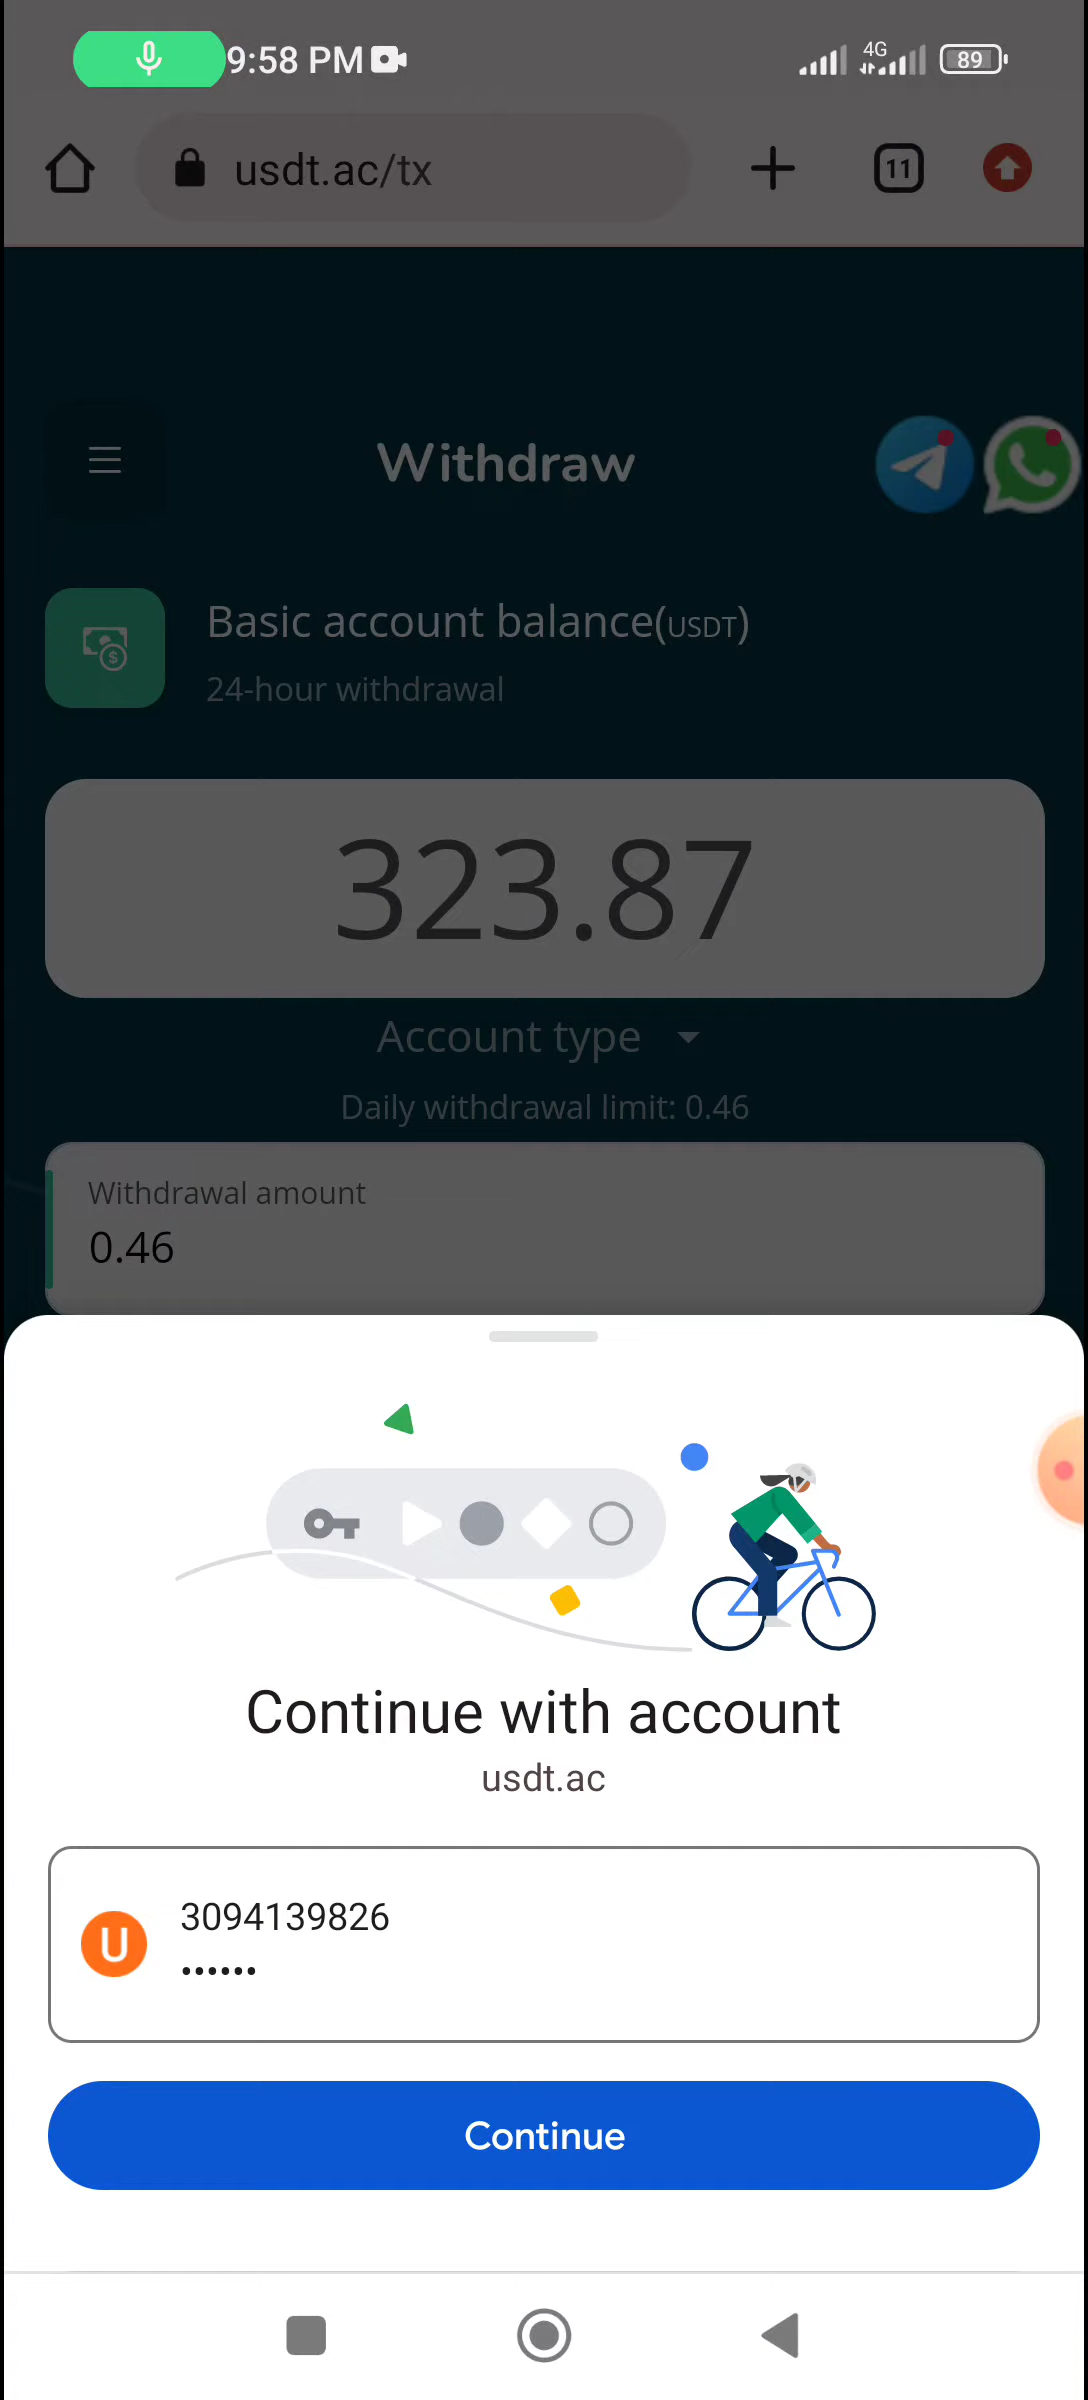 9:58 PM
4G
89
usdt.ac/tx
11
Withdraw
Basic account balance(USDT)
24-hour withdrawal
323.87
Account type
Daily withdrawal limit: 0.46
Withdrawal amount
0.46
Continue with account
usdt.ac
U
3094139826
••••••
Continue